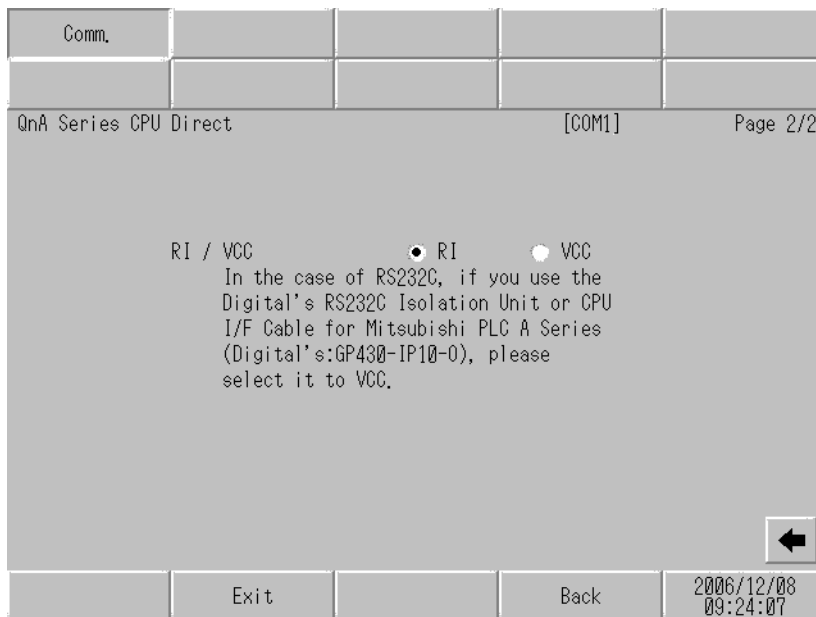 Comm.
QnA Series CPU Direct [COM1] Page 2/2
RI / VCC RI VCC
In the case of RS232C, if you use the
Digital's RS232C Isolation Unit or CPU
I/F Cable for Mitsubishi PLC A Series
(Digital's:GP430-IP10-O), please
select it to VCC.
Exit Back 2006/12/08
09:24:07